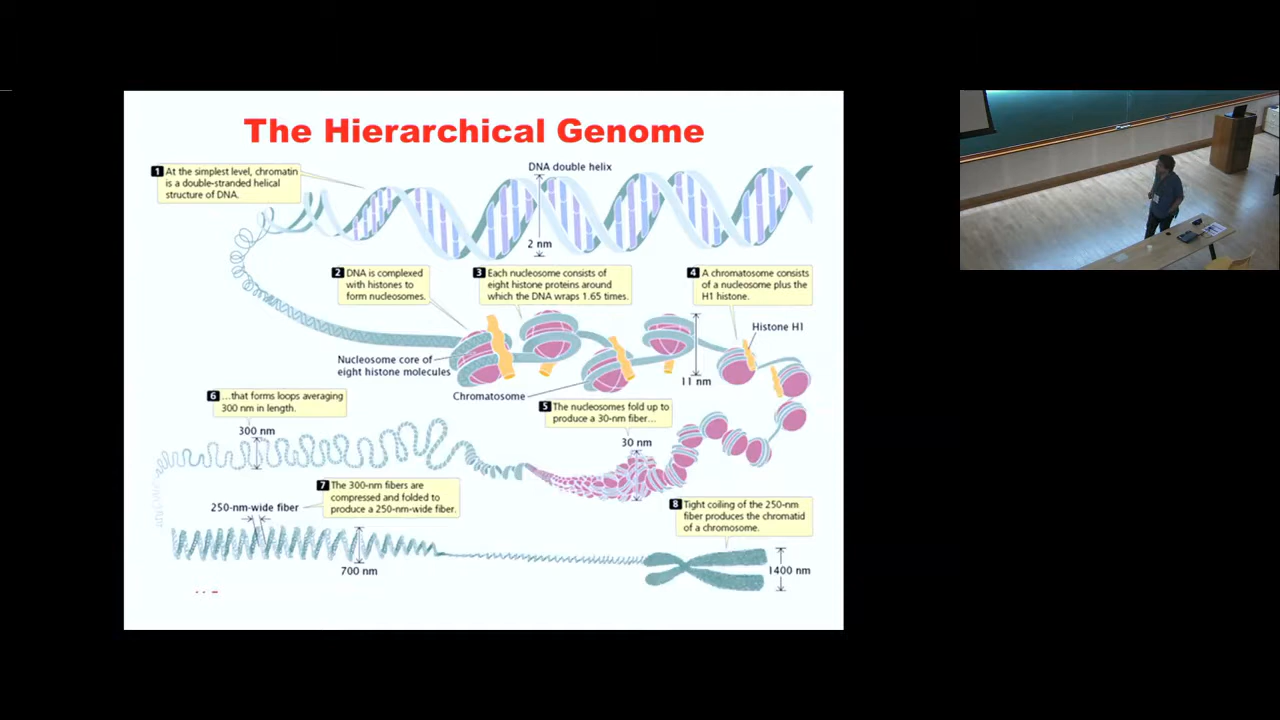 The Hierarchical Genome
1 At the simplest level, chromatin
is a double-stranded helical
structure of DNA.
DNA double helix
2 nm
2 DNA is complexed
with histones to
form nucleosomes.
3 Each nucleosome consists of
eight histone proteins around
which the DNA wraps 1.65 times.
4 A chromatosome consists
of a nucleosome plus the
H1 histone.
Histone H1
Nucleosome core of
eight histone molecules
11 nm
Chromatosome
6 ...that forms loops averaging
300 nm in length.
5 The nucleosomes fold up to
produce a 30-nm fiber...
300 nm
30 nm
7 The 300-nm fibers are
compressed and folded to
produce a 250-nm-wide fiber.
250-nm-wide fiber
8 Tight coiling of the 250-nm
fiber produces the chromatid
of a chromosome.
700 nm
1400 nm